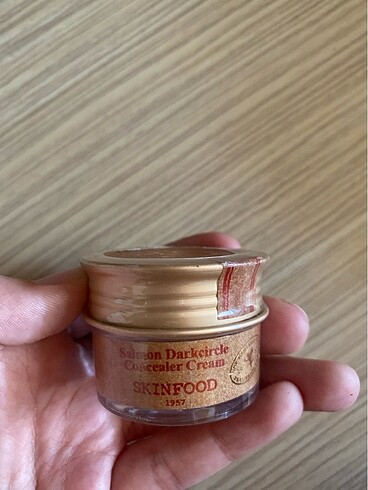 Salmon Darkcircle
Concealer Cream
SKINFOOD
1957